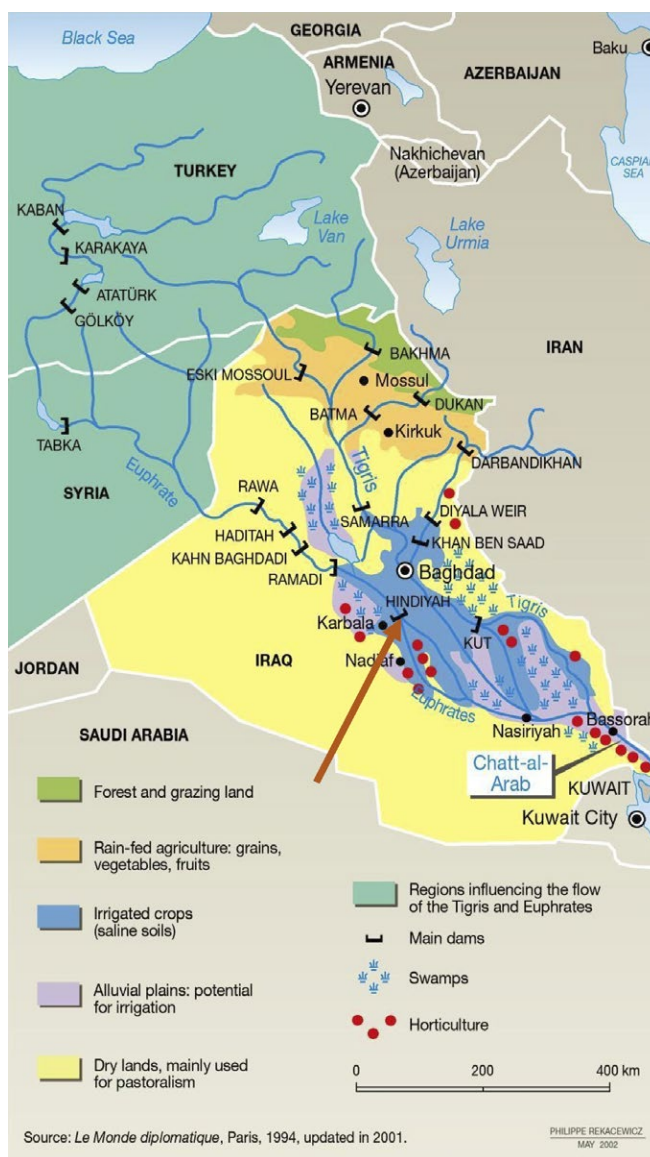 Black Sea
GEORGIA
Baku
ARMENIA
Yerevan
AZERBAIJAN
Nakhichevan
(Azerbaijan)
CASPIAN
SEA
TURKEY
KABAN
Lake
Van
Lake
Urmia
KARAKAYA
ATATÜRK
GÖLKÖY
IRAN
BAKHMA
ESKI MOSSOUL
Mossul
DUKAN
BATMA
Kirkuk
TABKA
DARBANDIKHAN
Euphrate
Tigris
SYRIA
RAWA
SAMARRA
DIYALA WEIR
HADITAH
KHAN BEN SAAD
KAHN BAGHDADI
RAMADI
Baghdad
HINDIYAH
Tigris
Karbala
KUT
IRAQ
Nadjaf
JORDAN
Euphrates
Nasiriyah
Bassorah
SAUDI ARABIA
Chatt-al-
Arab
KUWAIT
Kuwait City
Forest and grazing land
Rain-fed agriculture: grains,
vegetables, fruits
Irrigated crops
(saline soils)
Alluvial plains: potential
for irrigation
Dry lands, mainly used
for pastoralism
Regions influencing the flow
of the Tigris and Euphrates
Main dams
Swamps
Horticulture
0 200 400 km
Source: Le Monde diplomatique, Paris, 1994, updated in 2001.
PHILIPPE REKACEWICZ
MAY 2002